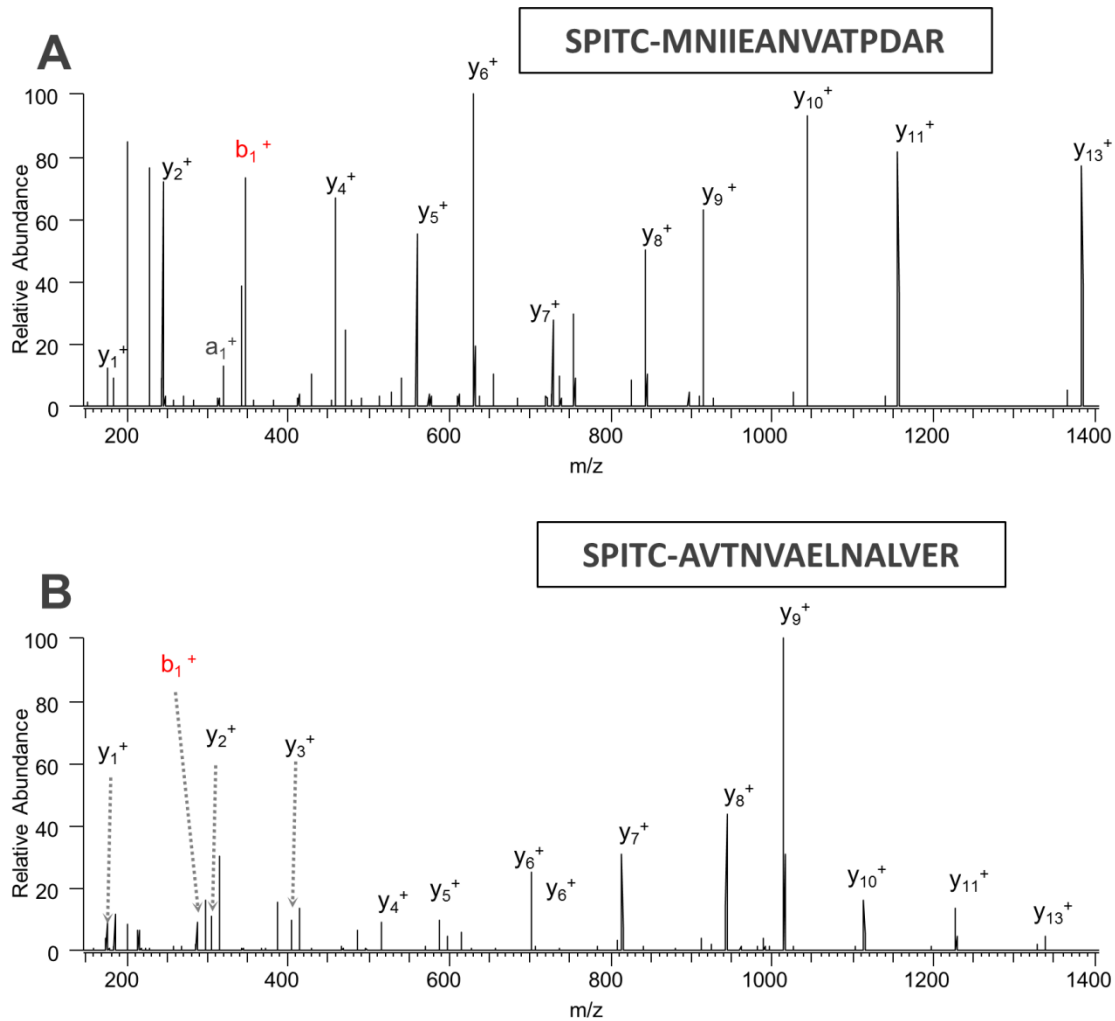 A
SPITC-MNIIEANVATPDAR
Relative Abundance
100
80
60
40
20
0
y₁⁺
y₂⁺
a₁⁺
b₁⁺
y₄⁺
y₅⁺
y₆⁺
y₇⁺
y₈⁺
y₉⁺
y₁₀⁺
y₁₁⁺
y₁₃⁺
200 400 600 800 1000 1200 1400
m/z
B
SPITC-AVTNVAELNALVER
Relative Abundance
100
80
60
40
20
0
y₁⁺
b₁⁺
y₂⁺
y₃⁺
y₄⁺
y₅⁺
y₆⁺
y₆⁺
y₇⁺
y₈⁺
y₉⁺
y₁₀⁺
y₁₁⁺
y₁₃⁺
200 400 600 800 1000 1200 1400
m/z